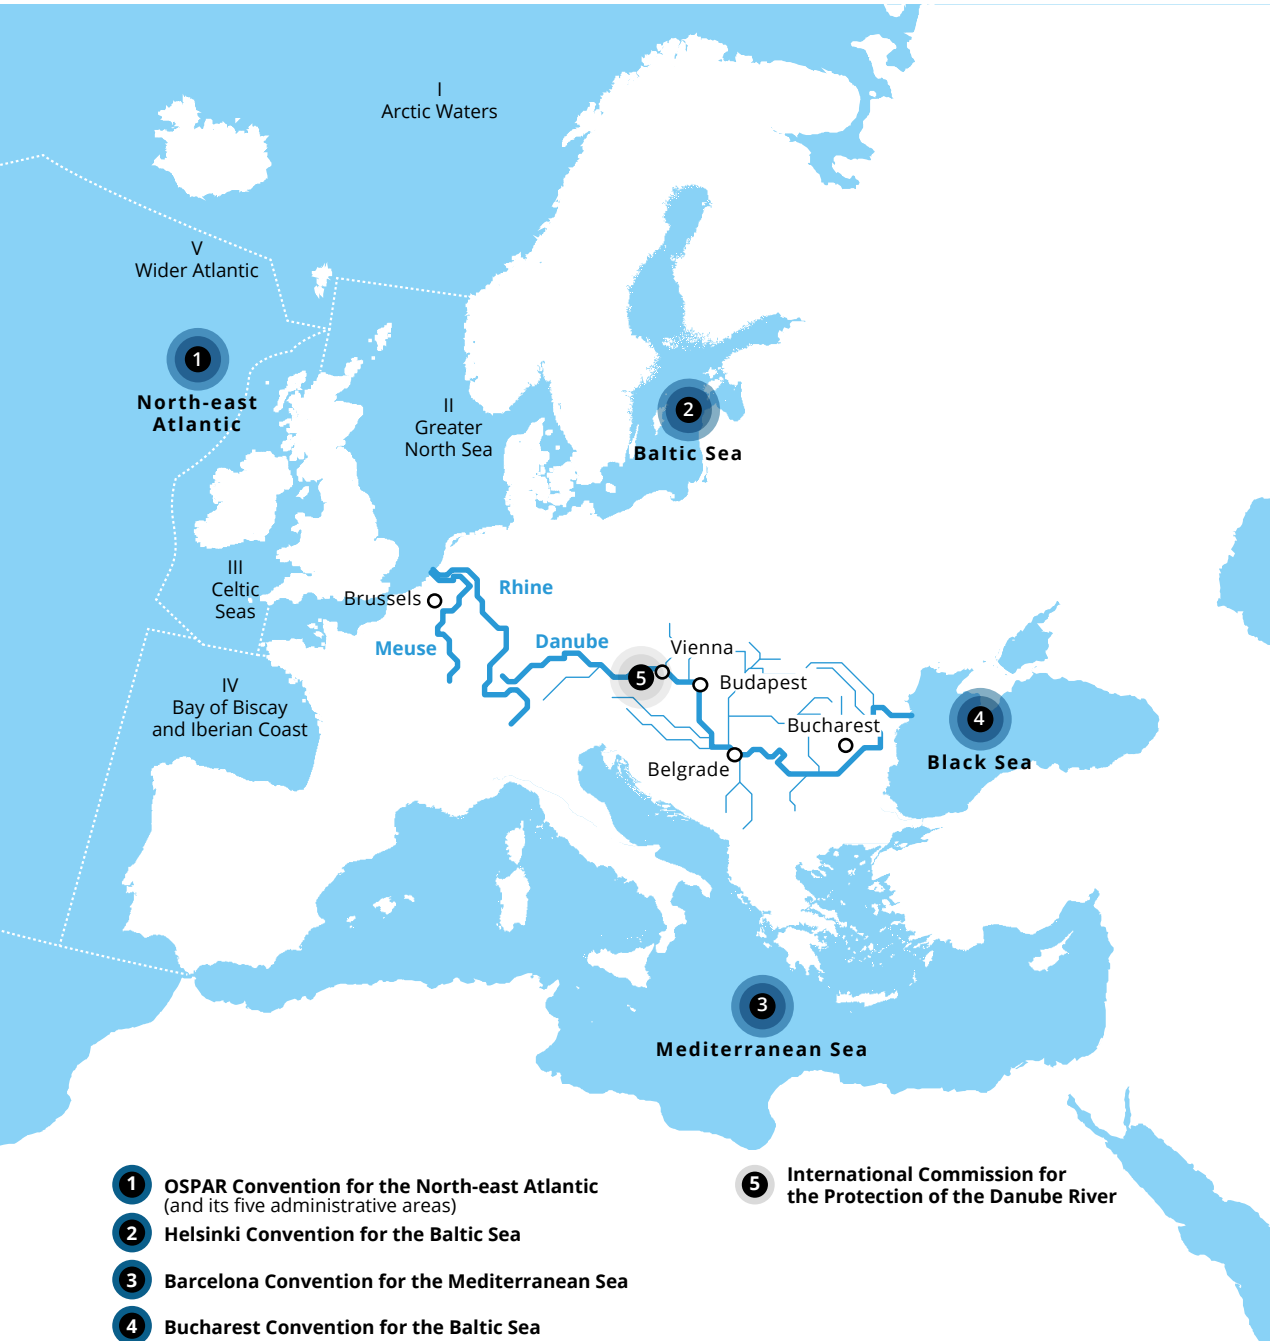 I
Arctic Waters
V
Wider Atlantic
1
North-east
Atlantic
II
Greater
North Sea
2
Baltic Sea
III
Celtic
Seas
Brussels
Rhine
Meuse
Danube
Vienna
5
Budapest
IV
Bay of Biscay
and Iberian Coast
Bucharest
4
Black Sea
Belgrade
3
Mediterranean Sea
1 OSPAR Convention for the North-east Atlantic
(and its five administrative areas)
2 Helsinki Convention for the Baltic Sea
3 Barcelona Convention for the Mediterranean Sea
4 Bucharest Convention for the Baltic Sea
5 International Commission for
the Protection of the Danube River